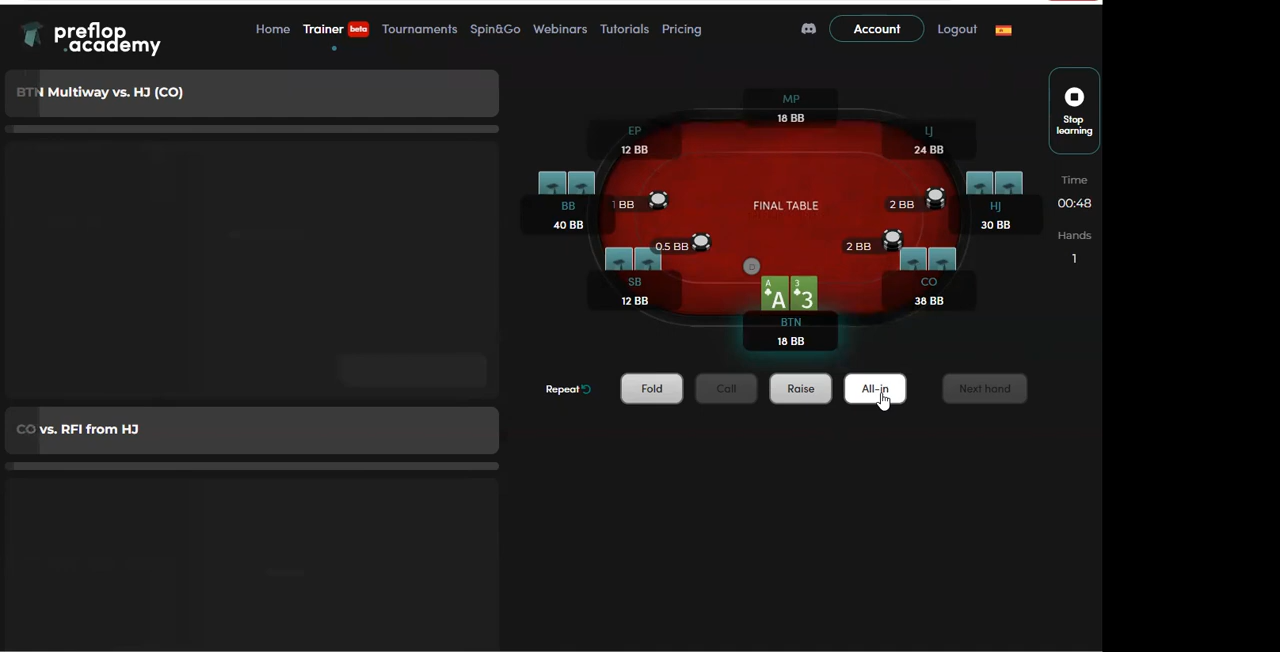 preflop
.academy
Home
Trainer beta
Tournaments
Spin&Go
Webinars
Tutorials
Pricing
Account
Logout
BTN Multiway vs. HJ (CO)
CO vs. RFI from HJ
MP
18 BB
EP
12 BB
LJ
24 BB
BB
40 BB
1 BB
FINAL TABLE
2 BB
HJ
30 BB
0.5 BB
2 BB
D
SB
12 BB
A A
3 3
CO
38 BB
BTN
18 BB
Repeat
Fold
Call
Raise
All-in
Next hand
Stop
learning
Time
00:48
Hands
1